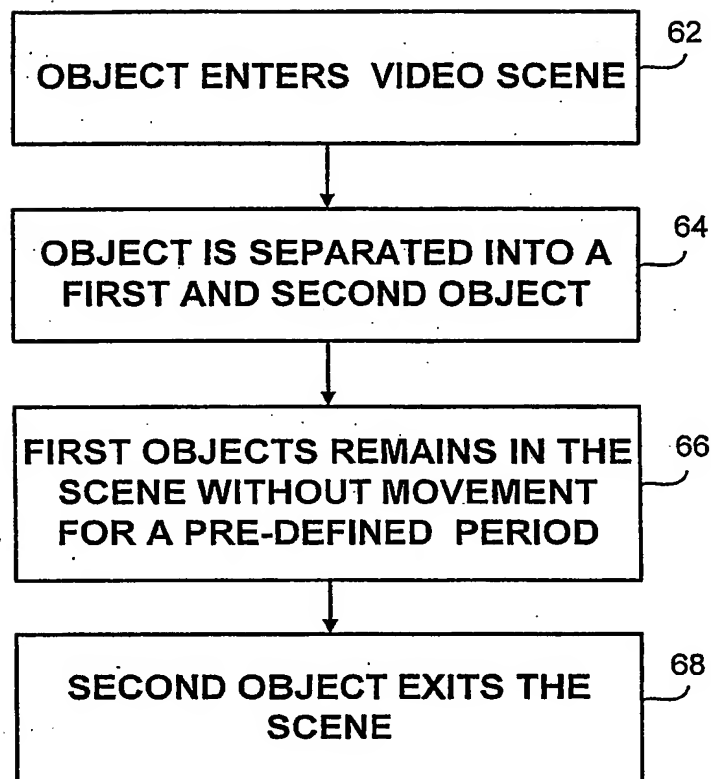 62
OBJECT ENTERS VIDEO SCENE
64
OBJECT IS SEPARATED INTO A
FIRST AND SECOND OBJECT
66
FIRST OBJECTS REMAINS IN THE
SCENE WITHOUT MOVEMENT
FOR A PRE-DEFINED PERIOD
68
SECOND OBJECT EXITS THE
SCENE